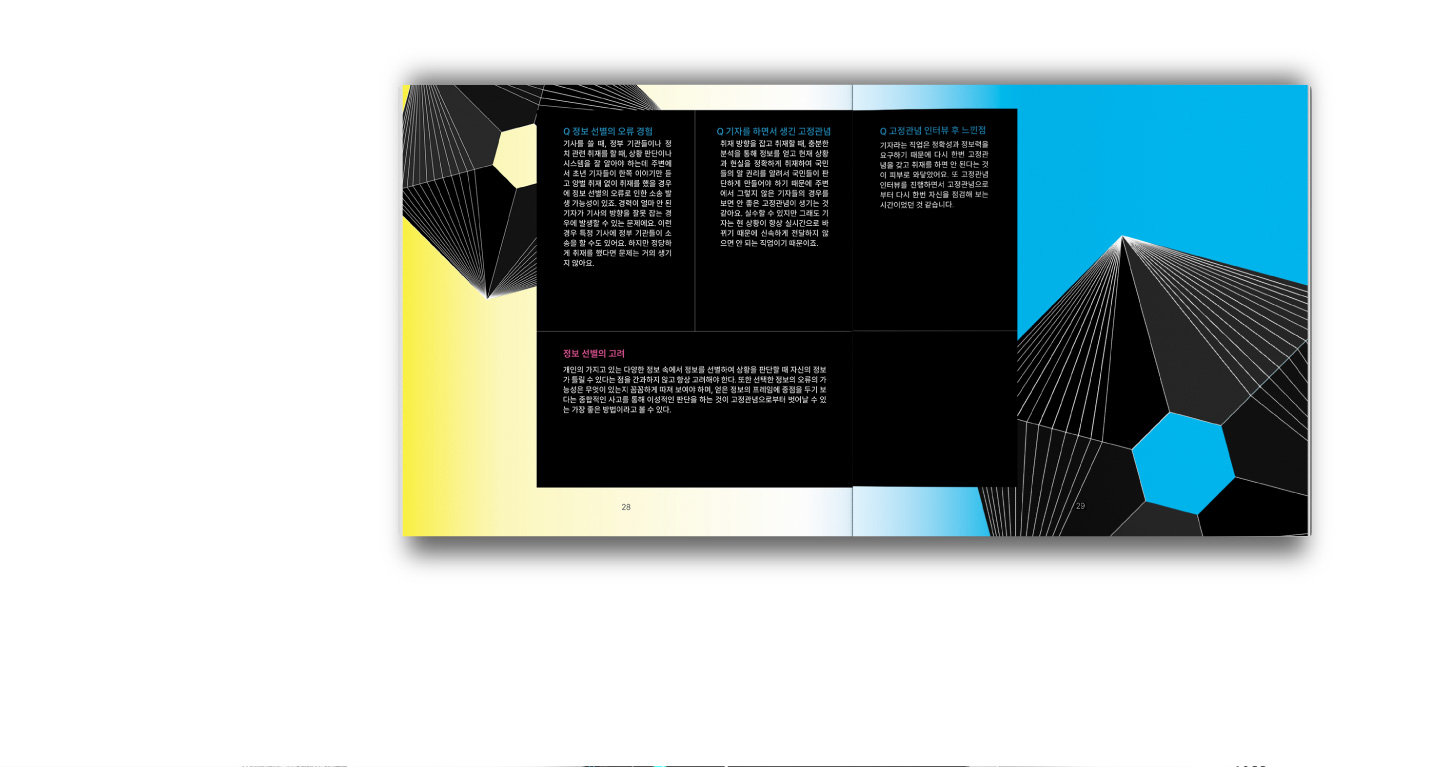 Q 정보 선별의 오류 경험
기사를 쓸 때, 정부 기관들이나 정
치 관련 취재를 할 때, 상황 판단이나
시스템을 잘 알아야 하는데 주변에
서 초년 기자들이 한쪽 이야기만 듣
고 양벌 취재 없이 취재를 했을 경우
에 정보 선별의 오류로 인한 소송 발
생 가능성이 있죠. 경력이 얼마 안 된
기자가 기사의 방향을 잘못 잡는 경
우에 발생할 수 있는 문제에요. 이런
경우 특정 기사에 정부 기관들이 소
송을 할 수도 있어요. 하지만 정당하
게 취재를 했다면 문제는 거의 생기
지 않아요.
Q 기자를 하면서 생긴 고정관념
취재 방향을 잡고 취재할 때, 충분한
분석을 통해 정보를 얻고 현재 상황
과 현실을 정확하게 취재하여 국민
들의 알 권리를 알려서 국민들이 판
단하게 만들어야 하기 때문에 주변
에서 그렇지 않은 기자들의 경우를
보면 안 좋은 고정관념이 생기는 것
같아요. 실수할 수 있지만 그래도 기
자는 현 상황이 항상 실시간으로 바
뀌기 때문에 신속하게 전달하지 않
으면 안 되는 직업이기 때문이죠.
Q 고정관념 인터뷰 후 느낀점
기자라는 직업은 정확성과 정보력을
요구하기 때문에 다시 한번 고정관
념을 갖고 취재를 하면 안 된다는 것
이 피부로 와닿았어요. 또 고정관념
인터뷰를 진행하면서 고정관념으로
부터 다시 한번 자신을 점검해 보는
시간이었던 것 같습니다.
정보 선별의 고려
개인의 가지고 있는 다양한 정보 속에서 정보를 선별하여 상황을 판단할 때 자신의 정보
가 틀릴 수 있다는 점을 간과하지 않고 항상 고려해야 한다. 또한 선택한 정보의 오류의 가
능성은 무엇이 있는지 꼼꼼하게 따져 보여야 하며, 얻은 정보의 프레임에 중점을 두기 보
다는 종합적인 사고를 통해 이성적인 판단을 하는 것이 고정관념으로부터 벗어날 수 있
는 가장 좋은 방법이라고 볼 수 있다.
28
29